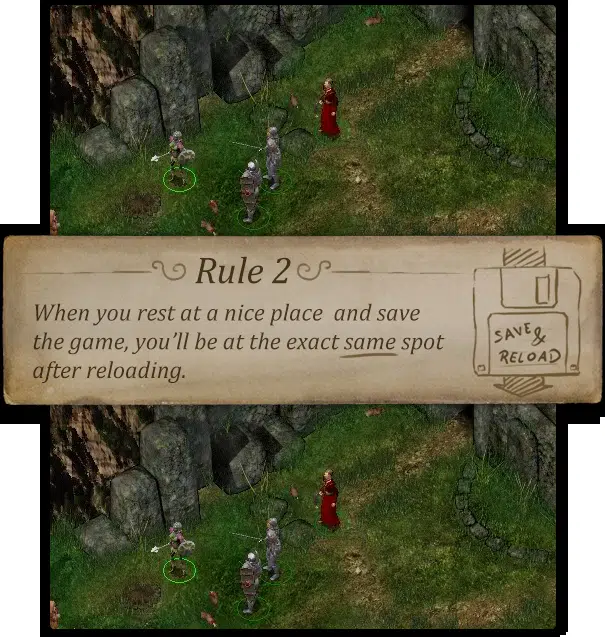 Rule 2
When you rest at a nice place and save
the game, you'll be at the exact same spot
after reloading.
SAVE &
RELOAD